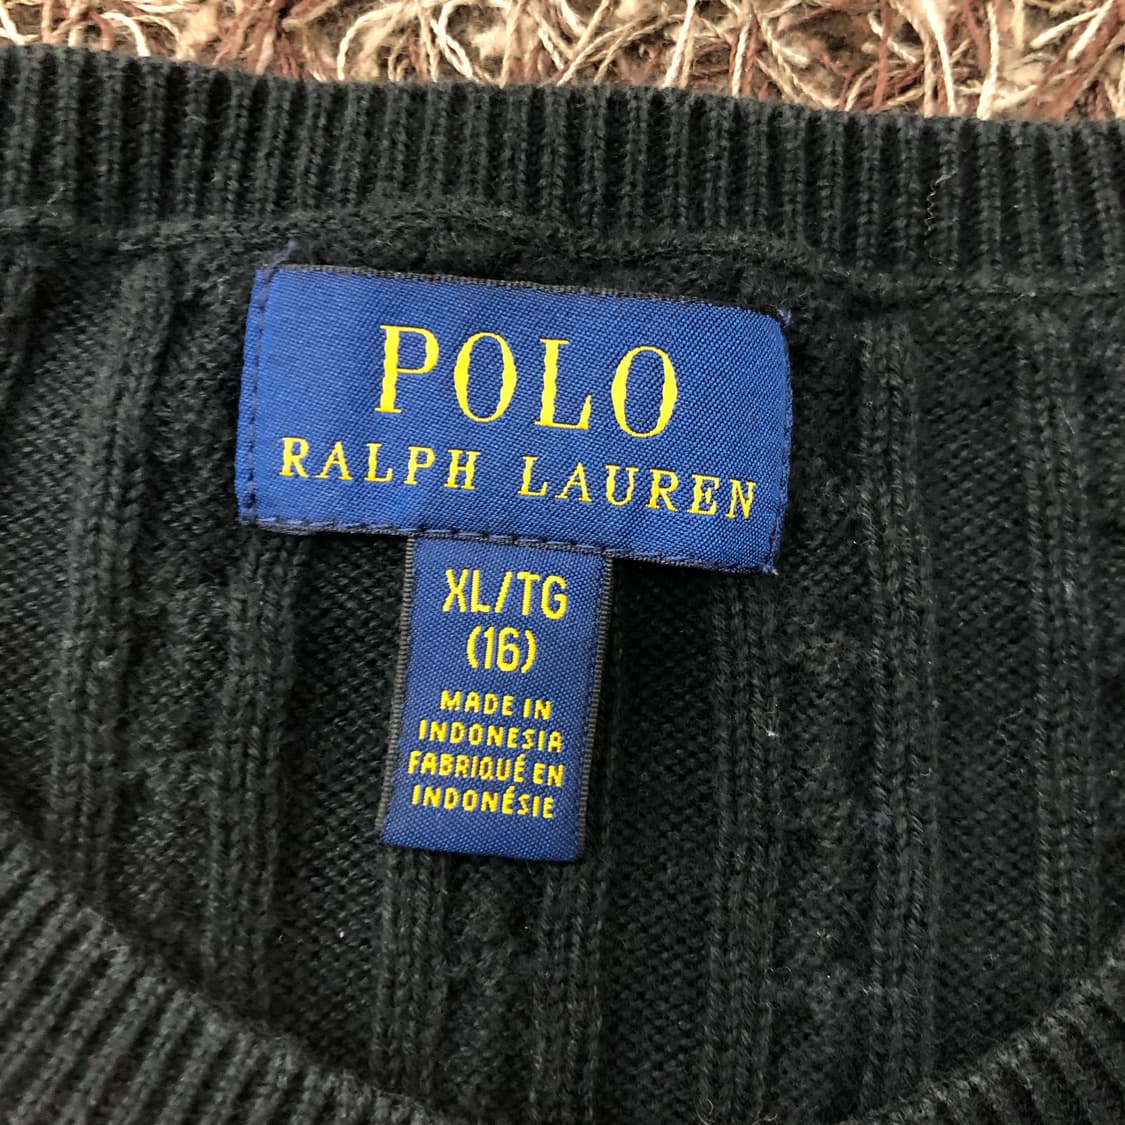 POLO
RALPH LAUREN
XL/TG
(16)
MADE IN
INDONESIA
FABRIQUÉ EN
INDONÉSIE